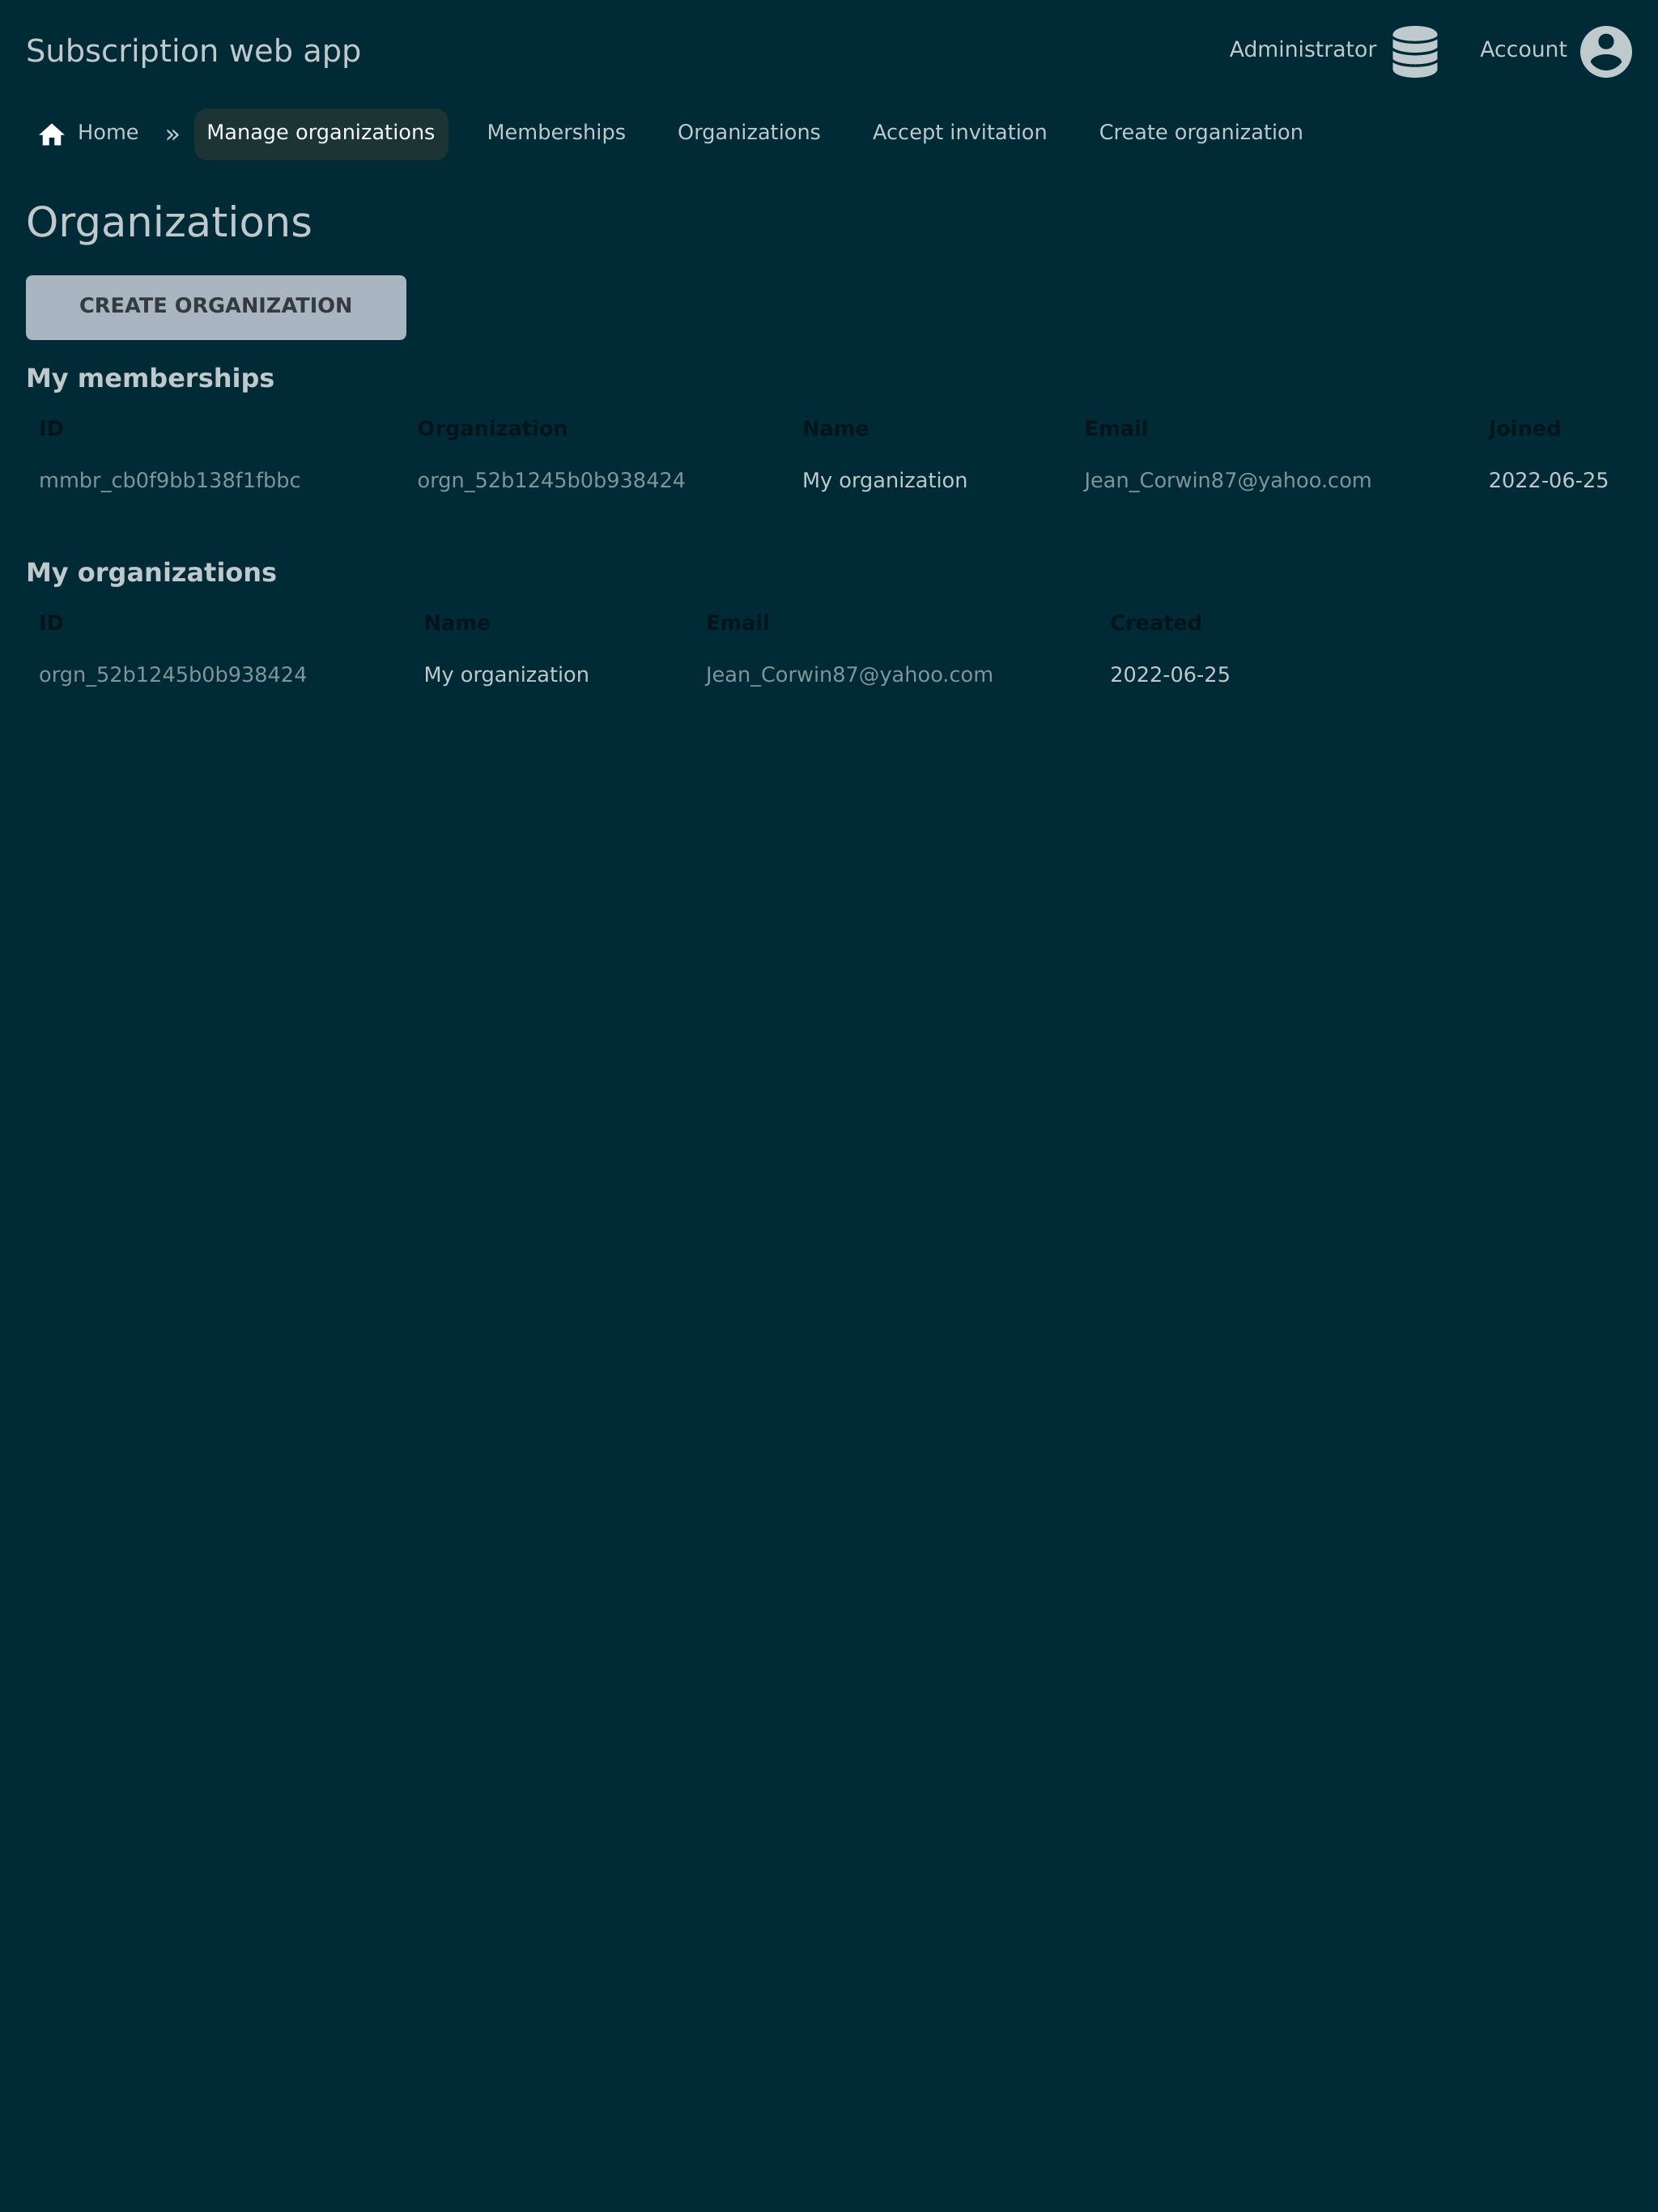 Subscription web app Administrator Account
Home » Manage organizations Memberships Organizations Accept invitation Create organization
Organizations
CREATE ORGANIZATION
My memberships
ID Organization Name Email Joined
mmbr_cb0f9bb138f1fbbc orgn_52b1245b0b938424 My organization Jean_Corwin87@yahoo.com 2022-06-25
My organizations
ID Name Email Created
orgn_52b1245b0b938424 My organization Jean_Corwin87@yahoo.com 2022-06-25